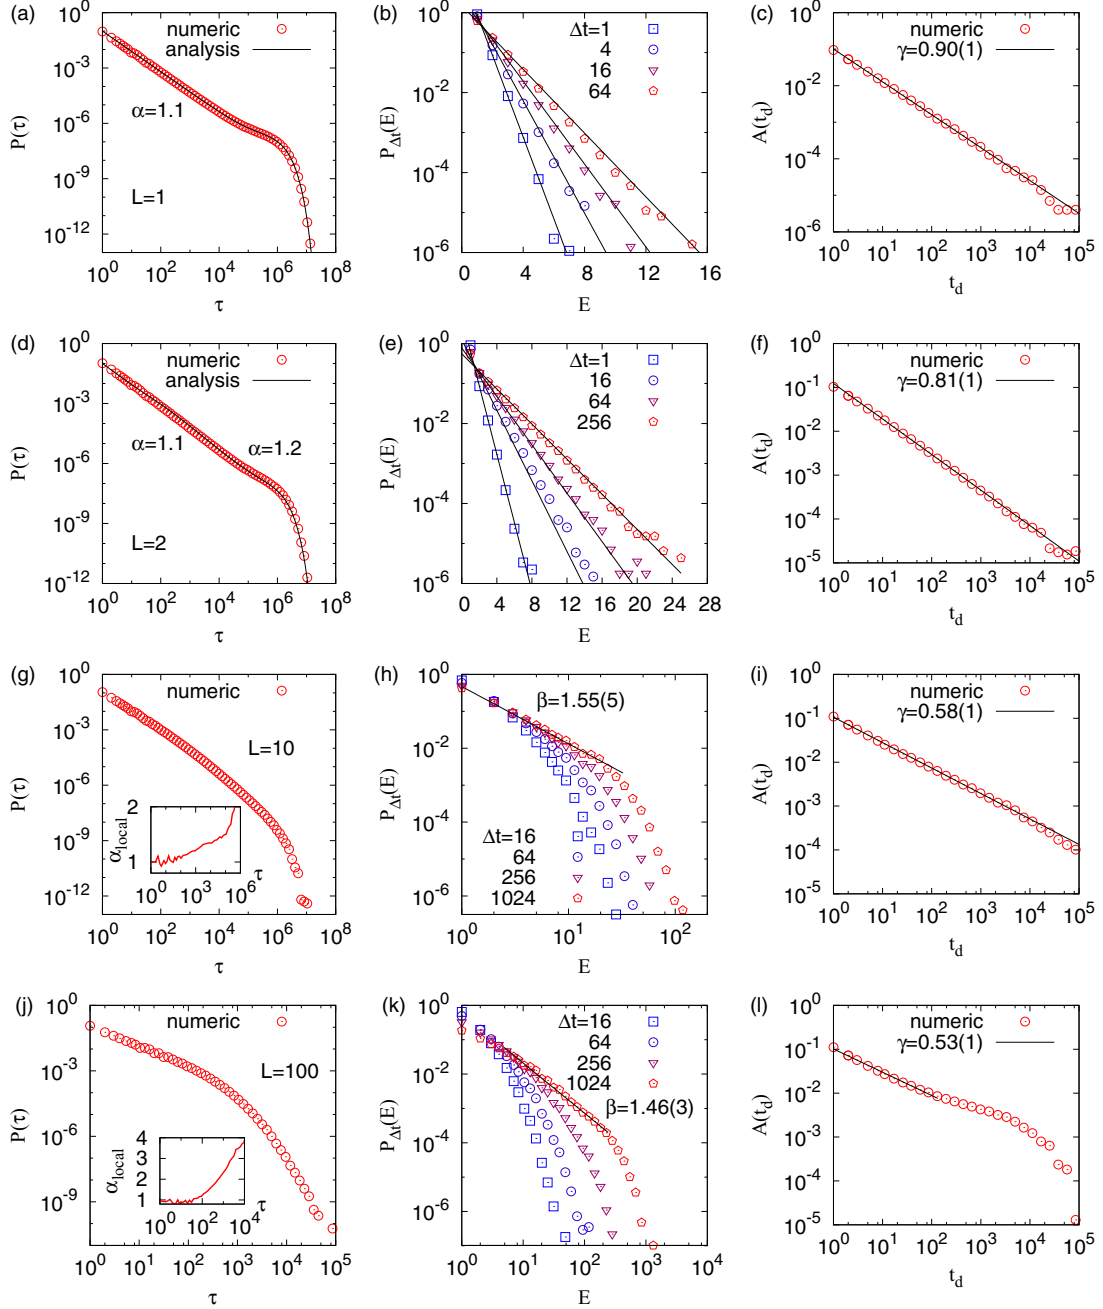 (a)
numeric
analysis
α=1.1
L=1
10^0
10^-3
10^-6
10^-9
10^-12
P(τ)
10^0 10^2 10^4 10^6 10^8
τ
(b)
Δt=1
4
16
64
10^0
10^-2
10^-4
10^-6
P_Δt(E)
0 4 8 12 16
E
(c)
numeric
γ=0.90(1)
10^0
10^-2
10^-4
10^-6
A(t_d)
10^0 10^1 10^2 10^3 10^4 10^5
t_d
(d)
numeric
analysis
α=1.1 α=1.2
L=2
10^0
10^-3
10^-6
10^-9
10^-12
P(τ)
10^0 10^2 10^4 10^6 10^8
τ
(e)
Δt=1
16
64
256
10^0
10^-2
10^-4
10^-6
P_Δt(E)
0 4 8 12 16 20 24 28
E
(f)
numeric
γ=0.81(1)
10^0
10^-1
10^-2
10^-3
10^-4
10^-5
A(t_d)
10^0 10^1 10^2 10^3 10^4 10^5
t_d
(g)
numeric
L=10
10^0
10^-3
10^-6
10^-9
10^-12
P(τ)
2
1
α_local
10^0 10^3 10^6
τ
10^0 10^2 10^4 10^6 10^8
τ
(h)
β=1.55(5)
Δt=16
64
256
1024
10^0
10^-2
10^-4
10^-6
P_Δt(E)
10^0 10^1 10^2
E
(i)
numeric
γ=0.58(1)
10^0
10^-1
10^-2
10^-3
10^-4
10^-5
A(t_d)
10^0 10^1 10^2 10^3 10^4 10^5
t_d
(j)
numeric
L=100
10^0
10^-3
10^-6
10^-9
P(τ)
4
3
2
1
α_local
10^0 10^2 10^4
τ
10^0 10^1 10^2 10^3 10^4 10^5
τ
(k)
Δt=16
64
256
1024
β=1.46(3)
10^0
10^-2
10^-4
10^-6
P_Δt(E)
10^0 10^1 10^2 10^3 10^4
E
(l)
numeric
γ=0.53(1)
10^0
10^-1
10^-2
10^-3
10^-4
10^-5
A(t_d)
10^0 10^1 10^2 10^3 10^4 10^5
t_d